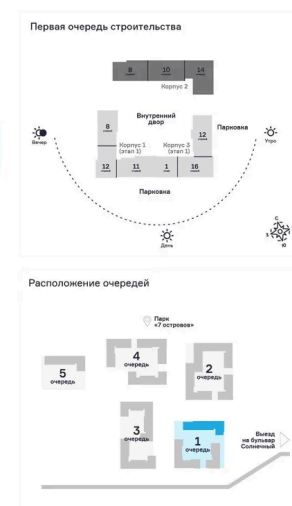 Первая очередь строительства
8 10 14
Корпус 2
Внутренний
двор
8
12
Парковка
Вечер
Утро
Корпус 1
(этап 1)
Корпус 3
(этап 1)
12 11 1 16
Парковка
День
С
З
Ю
Расположение очередей
Парк
«7 островов»
4
очередь
5
очередь
2
очередь
3
очередь
1
очередь
Выезд
на бульвар
Солнечный